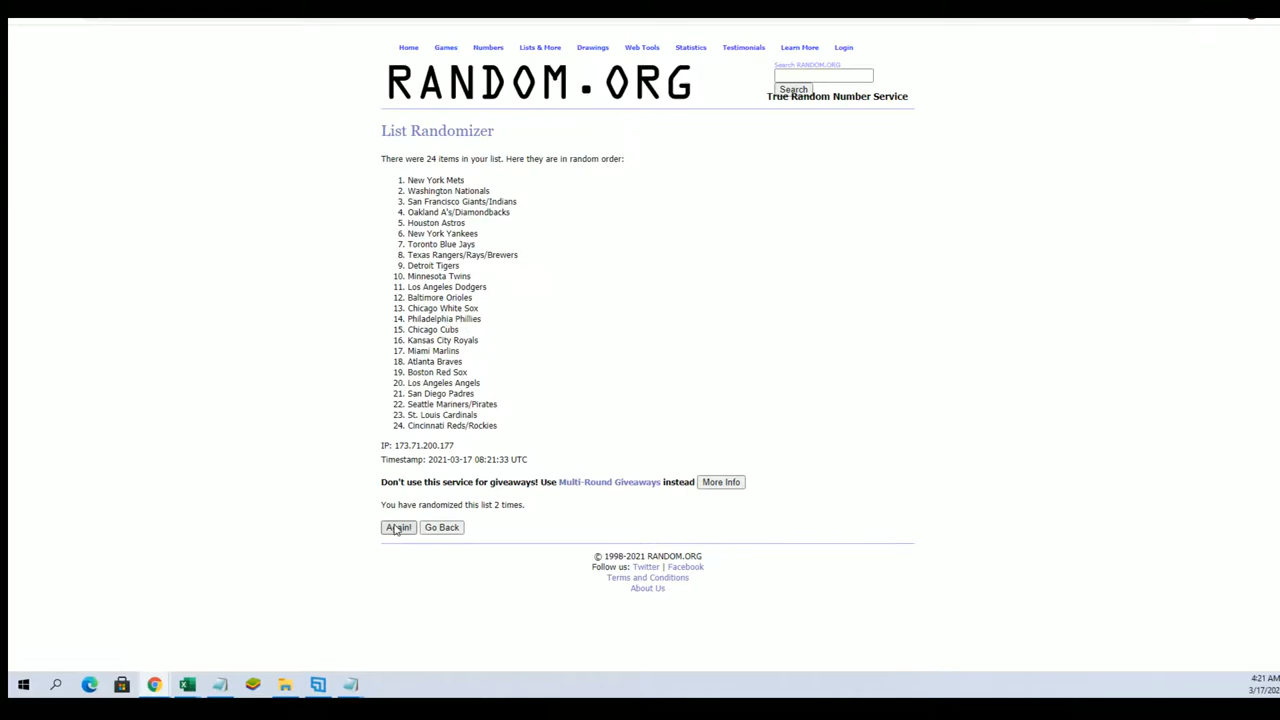 Home Games Numbers Lists & More Drawings Web Tools Statistics Testimonials Learn More Login
RANDOM.ORG
Search RANDOM.ORG
Search
True Random Number Service
List Randomizer
There were 24 items in your list. Here they are in random order:
1. New York Mets
2. Washington Nationals
3. San Francisco Giants/Indians
4. Oakland A's/Diamondbacks
5. Houston Astros
6. New York Yankees
7. Toronto Blue Jays
8. Texas Rangers/Rays/Brewers
9. Detroit Tigers
10. Minnesota Twins
11. Los Angeles Dodgers
12. Baltimore Orioles
13. Chicago White Sox
14. Philadelphia Phillies
15. Chicago Cubs
16. Kansas City Royals
17. Miami Marlins
18. Atlanta Braves
19. Boston Red Sox
20. Los Angeles Angels
21. San Diego Padres
22. Seattle Mariners/Pirates
23. St. Louis Cardinals
24. Cincinnati Reds/Rockies
IP: 173.71.200.177
Timestamp: 2021-03-17 08:21:33 UTC
Don't use this service for giveaways! Use Multi-Round Giveaways instead More Info
You have randomized this list 2 times.
Again! Go Back
© 1998-2021 RANDOM.ORG
Follow us: Twitter | Facebook
Terms and Conditions
About Us
4:21 AM
3/17/202